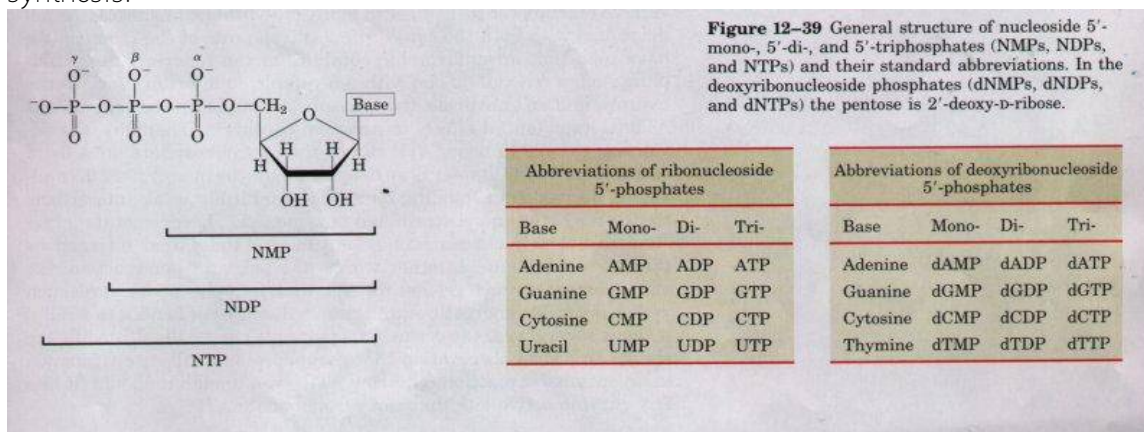 synthesis.
Figure 12–39 General structure of nucleoside 5′-
mono-, 5′-di-, and 5′-triphosphates (NMPs, NDPs,
and NTPs) and their standard abbreviations. In the
deoxyribonucleoside phosphates (dNMPs, dNDPs,
and dNTPs) the pentose is 2′-deoxy-D-ribose.
γ β α
O⁻ O⁻ O⁻
⁻O–P–O–P–O–P–O–CH₂ O Base
O O O
H H H H
OH OH
NMP
NDP
NTP
Abbreviations of ribonucleoside
5′-phosphates
Base Mono- Di- Tri-
Adenine AMP ADP ATP
Guanine GMP GDP GTP
Cytosine CMP CDP CTP
Uracil UMP UDP UTP
Abbreviations of deoxyribonucleoside
5′-phosphates
Base Mono- Di- Tri-
Adenine dAMP dADP dATP
Guanine dGMP dGDP dGTP
Cytosine dCMP dCDP dCTP
Thymine dTMP dTDP dTTP